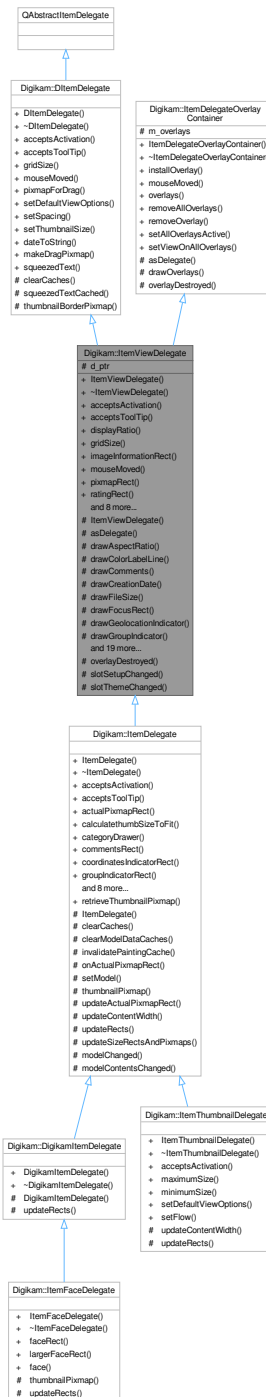 QAbstractItemDelegate
Digikam::DItemDelegate
+ DItemDelegate()
+ ~DItemDelegate()
+ acceptsActivation()
+ acceptsToolTip()
+ gridSize()
+ mouseMoved()
+ pixmapForDrag()
+ setDefaultViewOptions()
+ setSpacing()
+ setThumbnailSize()
+ dateToString()
+ makeDragPixmap()
+ squeezedText()
# clearCaches()
# squeezedTextCached()
# thumbnailBorderPixmap()
Digikam::ItemDelegateOverlay
Container
# m_overlays
+ ItemDelegateOverlayContainer()
+ ~ItemDelegateOverlayContainer
+ installOverlay()
+ mouseMoved()
+ overlays()
+ removeAllOverlays()
+ removeOverlay()
+ setAllOverlaysActive()
+ setViewOnAllOverlays()
# asDelegate()
# drawOverlays()
# overlayDestroyed()
Digikam::ItemViewDelegate
# d_ptr
+ ItemViewDelegate()
+ ~ItemViewDelegate()
+ acceptsActivation()
+ acceptsToolTip()
+ displayRatio()
+ gridSize()
+ imageInformationRect()
+ mouseMoved()
+ pixmapRect()
+ ratingRect()
and 8 more...
# ItemViewDelegate()
# asDelegate()
# drawAspectRatio()
# drawColorLabelLine()
# drawComments()
# drawCreationDate()
# drawFileSize()
# drawFocusRect()
# drawGeolocationIndicator()
# drawGroupIndicator()
and 19 more...
# overlayDestroyed()
# slotSetupChanged()
# slotThemeChanged()
Digikam::ItemDelegate
+ ItemDelegate()
+ ~ItemDelegate()
+ acceptsActivation()
+ acceptsToolTip()
+ actualPixmapRect()
+ calculatethumbSizeToFit()
+ categoryDrawer()
+ commentsRect()
+ coordinatesIndicatorRect()
+ groupIndicatorRect()
and 8 more...
+ retrieveThumbnailPixmap()
# ItemDelegate()
# clearCaches()
# clearModelDataCaches()
# invalidatePaintingCache()
# onActualPixmapRect()
# setModel()
# thumbnailPixmap()
# updateActualPixmapRect()
# updateContentWidth()
# updateRects()
# updateSizeRectsAndPixmaps()
# modelChanged()
# modelContentsChanged()
Digikam::DigikamItemDelegate
+ DigikamItemDelegate()
+ ~DigikamItemDelegate()
# DigikamItemDelegate()
# updateRects()
Digikam::ItemThumbnailDelegate
+ ItemThumbnailDelegate()
+ ~ItemThumbnailDelegate()
+ acceptsActivation()
+ maximumSize()
+ minimumSize()
+ setDefaultViewOptions()
+ setFlow()
# updateContentWidth()
# updateRects()
Digikam::ItemFaceDelegate
+ ItemFaceDelegate()
+ ~ItemFaceDelegate()
+ faceRect()
+ largerFaceRect()
+ face()
# thumbnailPixmap()
# updateRects()